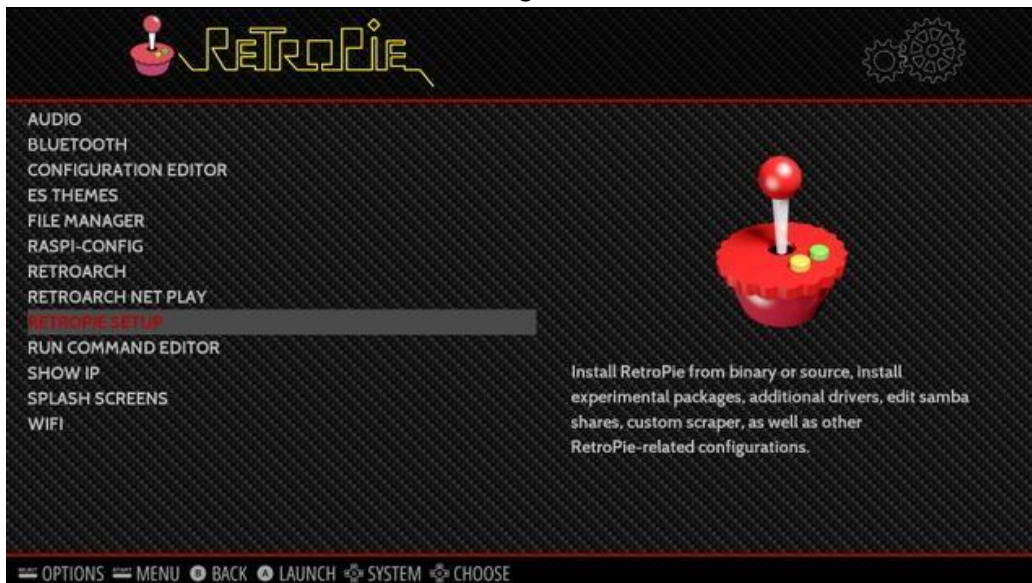 RetroPie
AUDIO
BLUETOOTH
CONFIGURATION EDITOR
ES THEMES
FILE MANAGER
RASPI-CONFIG
RETROARCH
RETROARCH NET PLAY
RETROPIE SETUP
RUN COMMAND EDITOR
SHOW IP
SPLASH SCREENS
WIFI
Install RetroPie from binary or source, install
experimental packages, additional drivers, edit samba
shares, custom scraper, as well as other
RetroPie-related configurations.
SELECT OPTIONS START MENU B BACK A LAUNCH SYSTEM CHOOSE